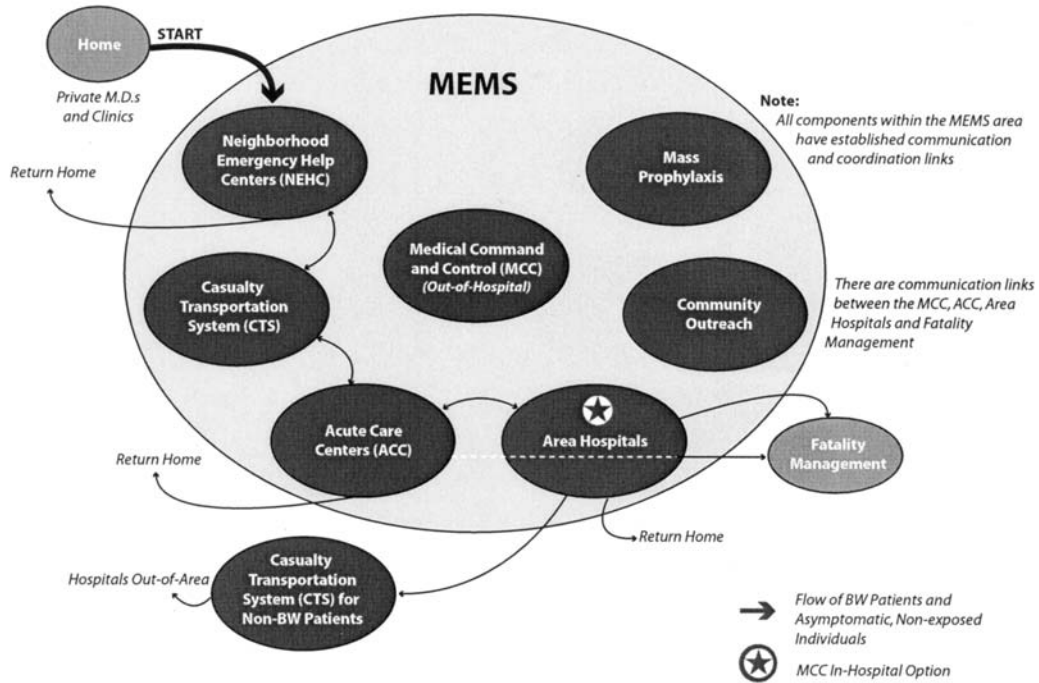 Home
START
Private M.D.s
and Clinics
MEMS
Note:
All components within the MEMS area
have established communication
and coordination links
Neighborhood
Emergency Help
Centers (NEHC)
Return Home
Mass
Prophylaxis
Medical Command
and Control (MCC)
(Out-of-Hospital)
Casualty
Transportation
System (CTS)
Community
Outreach
There are communication links
between the MCC, ACC, Area
Hospitals and Fatality
Management
Acute Care
Centers (ACC)
Area Hospitals
Fatality
Management
Return Home
Return Home
Casualty
Transportation
System (CTS) for
Non-BW Patients
Hospitals Out-of-Area
Flow of BW Patients and
Asymptomatic, Non-exposed
Individuals
MCC In-Hospital Option